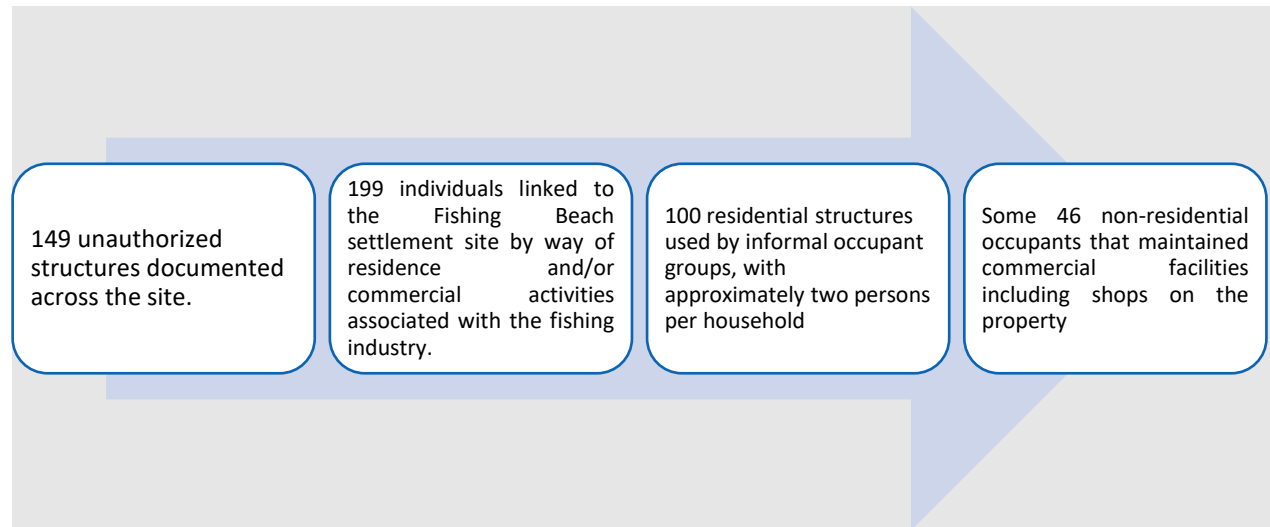 149 unauthorized
structures documented
across the site.
199 individuals linked to
the Fishing Beach
settlement site by way of
residence and/or
commercial activities
associated with the fishing
industry.
100 residential structures
used by informal occupant
groups, with
approximately two persons
per household
Some 46 non-residential
occupants that maintained
commercial facilities
including shops on the
property